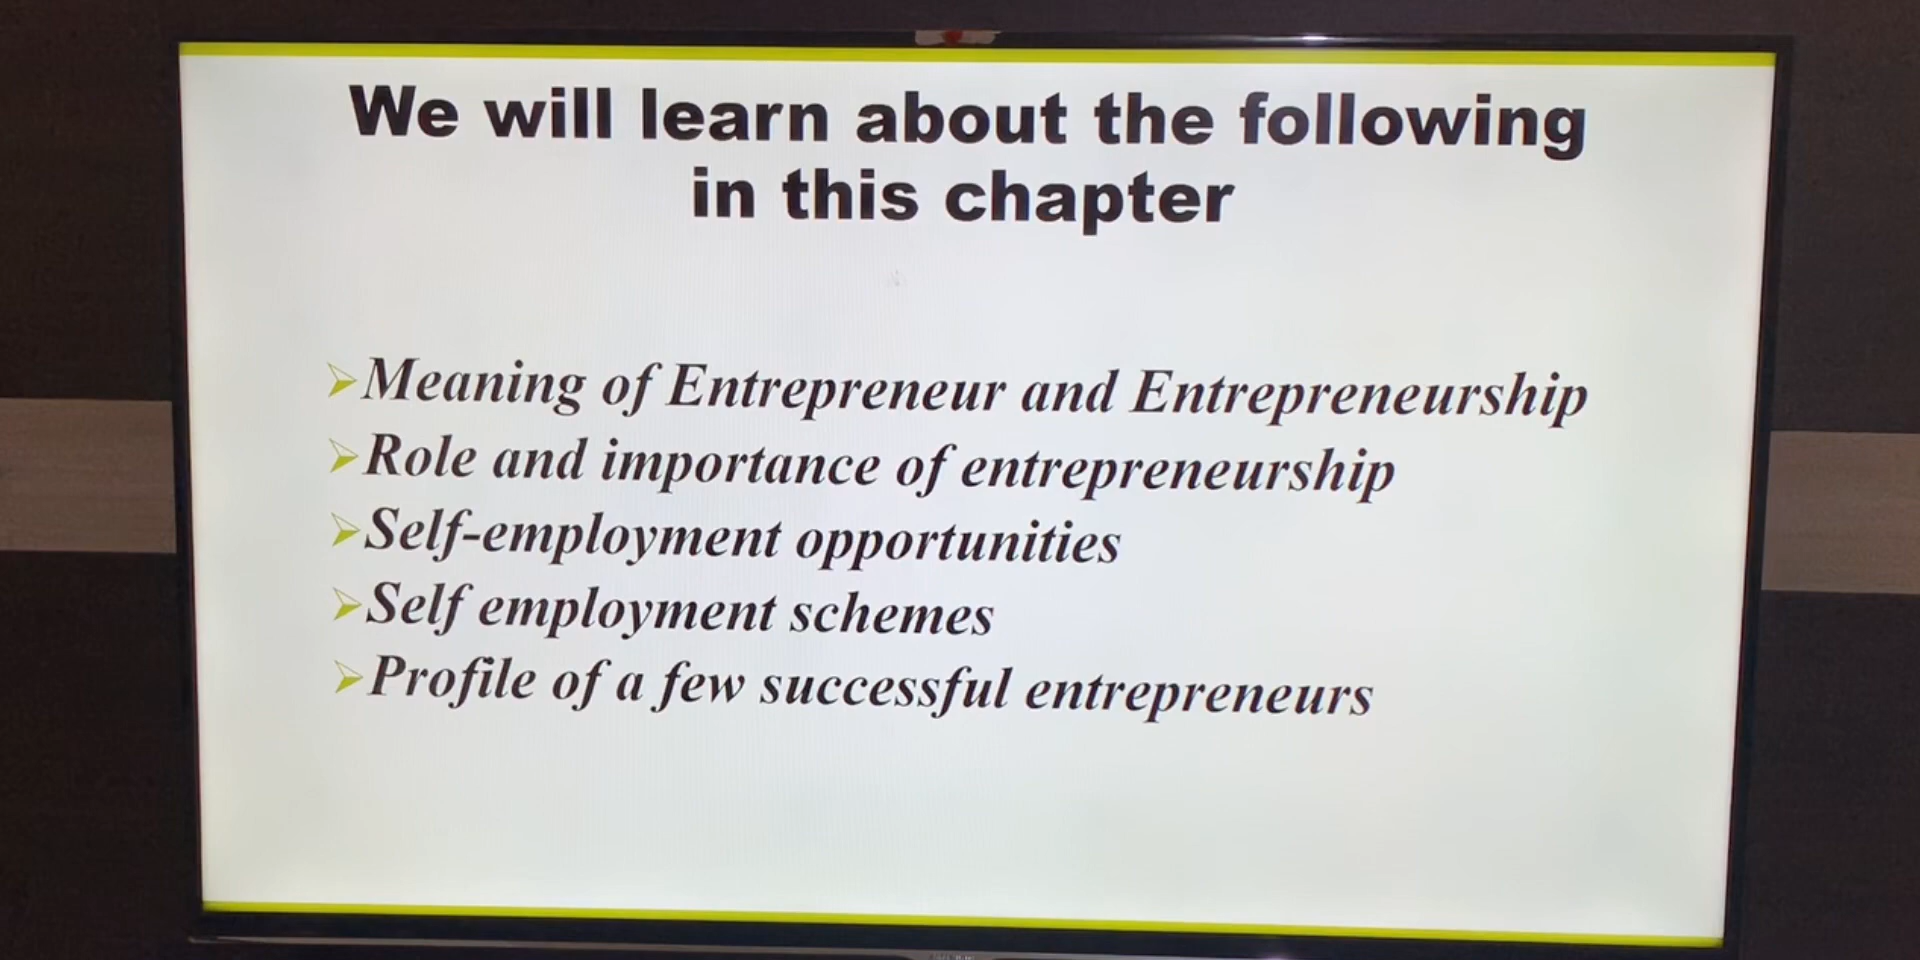 We will learn about the following
in this chapter
Meaning of Entrepreneur and Entrepreneurship
Role and importance of entrepreneurship
Self-employment opportunities
Self employment schemes
Profile of a few successful entrepreneurs